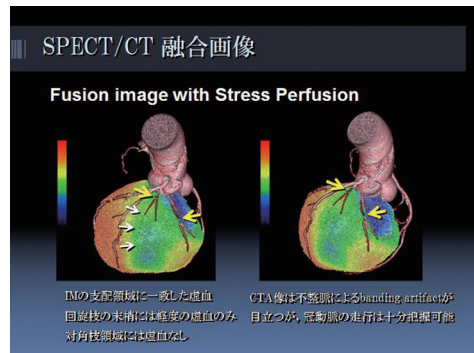 SPECT/CT 融合画像
Fusion image with Stress Perfusion
IMの支配領域に一致した虚血
回旋枝の末梢には軽度の虚血のみ
対角枝領域には虚血なし
CTA像は不整脈によるbanding artifactが
目立つが，冠動脈の走行は十分把握可能